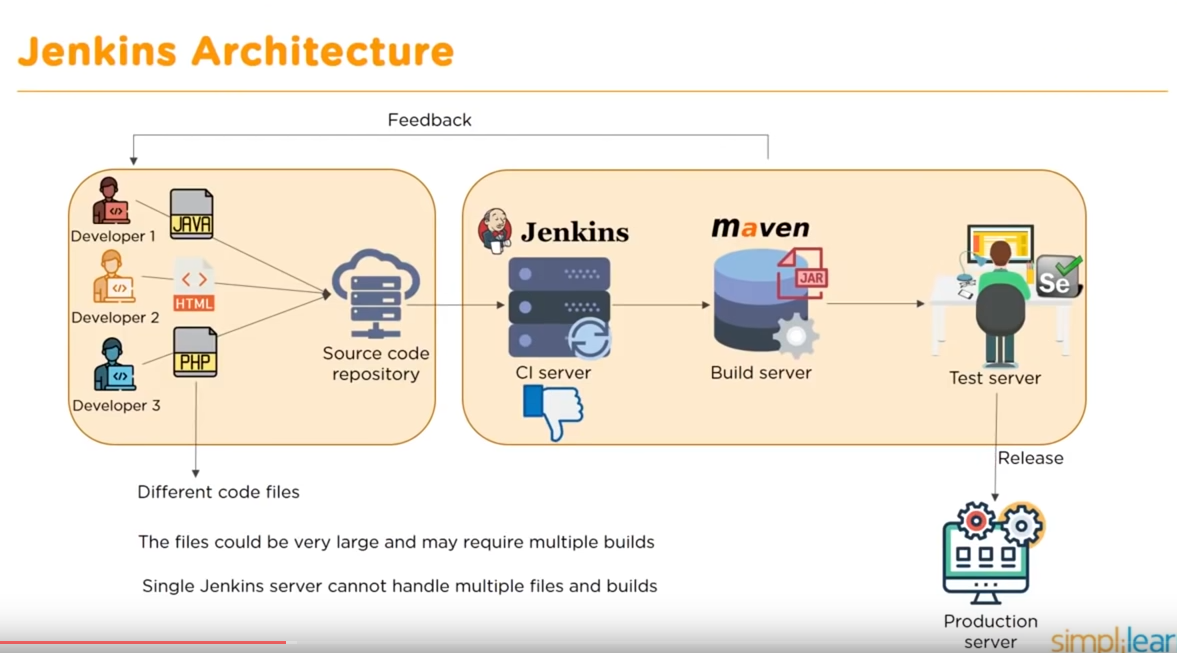 Jenkins Architecture
Feedback
JAVA
Developer 1
HTML
Developer 2
PHP
Developer 3
Source code
repository
Jenkins
CI server
maven
JAR
Build server
Se
Test server
Release
Different code files
The files could be very large and may require multiple builds
Single Jenkins server cannot handle multiple files and builds
Production
server
simpl;lear